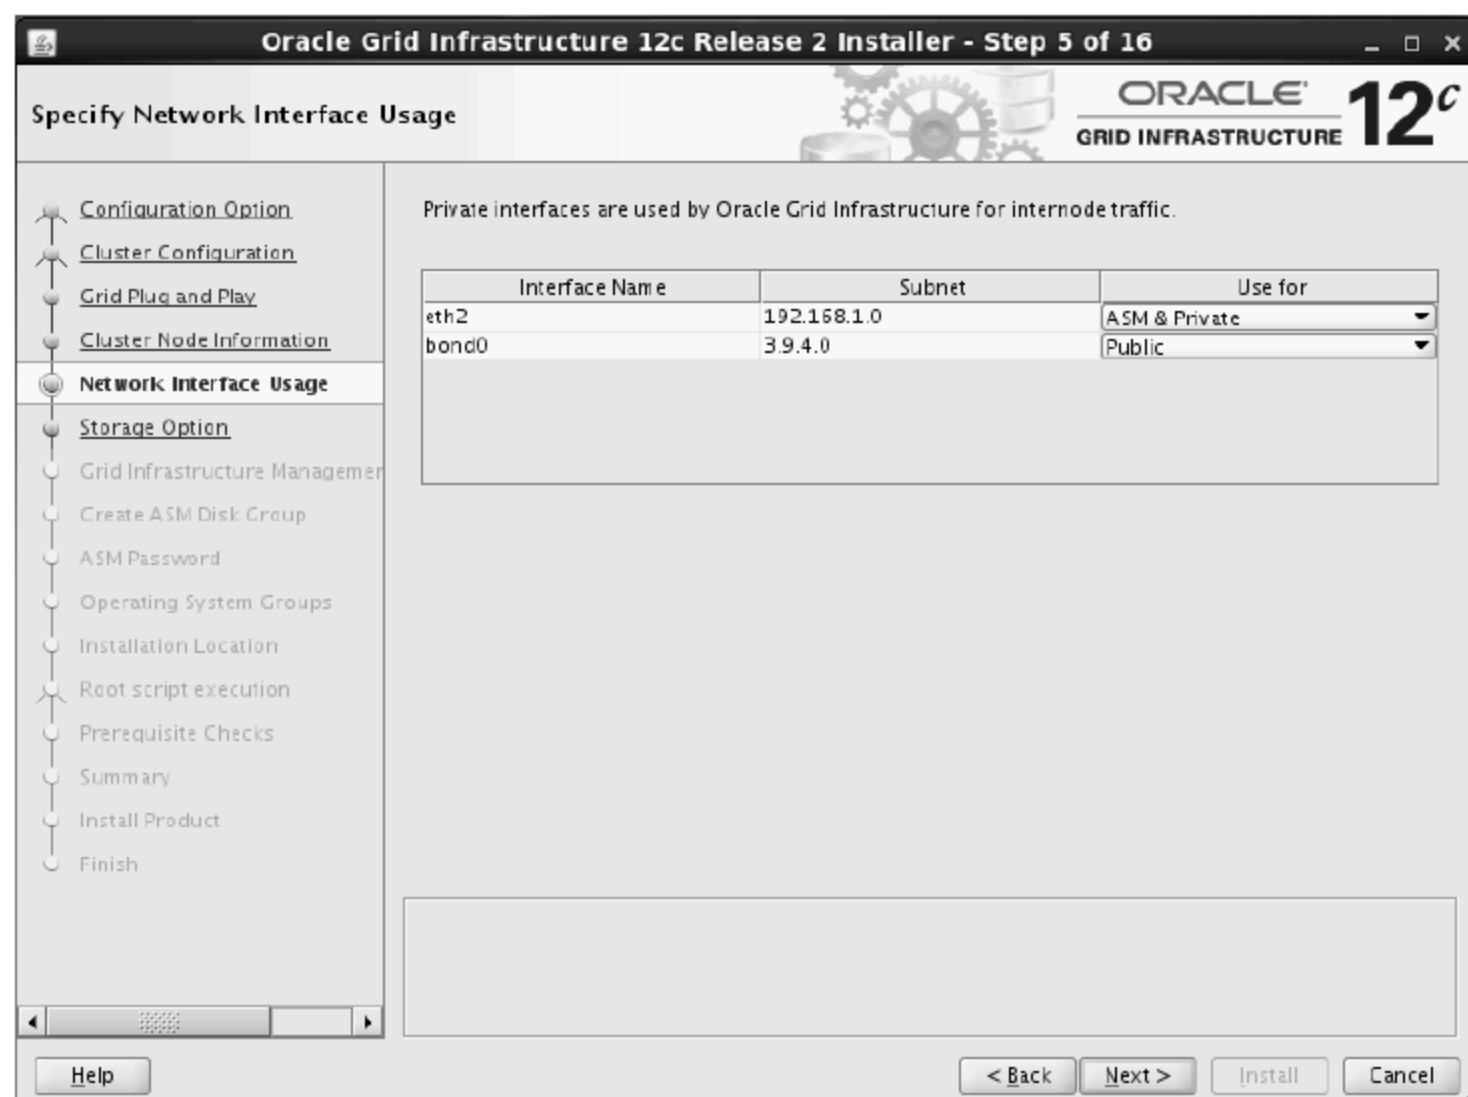 Oracle Grid Infrastructure 12c Release 2 Installer - Step 5 of 16
Specify Network Interface Usage
ORACLE
GRID INFRASTRUCTURE
12c
Configuration Option
Cluster Configuration
Grid Plug and Play
Cluster Node Information
Network Interface Usage
Storage Option
Grid Infrastructure Managemer
Create ASM Disk Group
ASM Password
Operating System Groups
Installation Location
Root script execution
Prerequisite Checks
Summary
Install Product
Finish
Private interfaces are used by Oracle Grid Infrastructure for internode traffic.
Interface Name Subnet Use for
eth2 192.168.1.0 ASM & Private
bond0 3.9.4.0 Public
Help < Back Next > Install Cancel